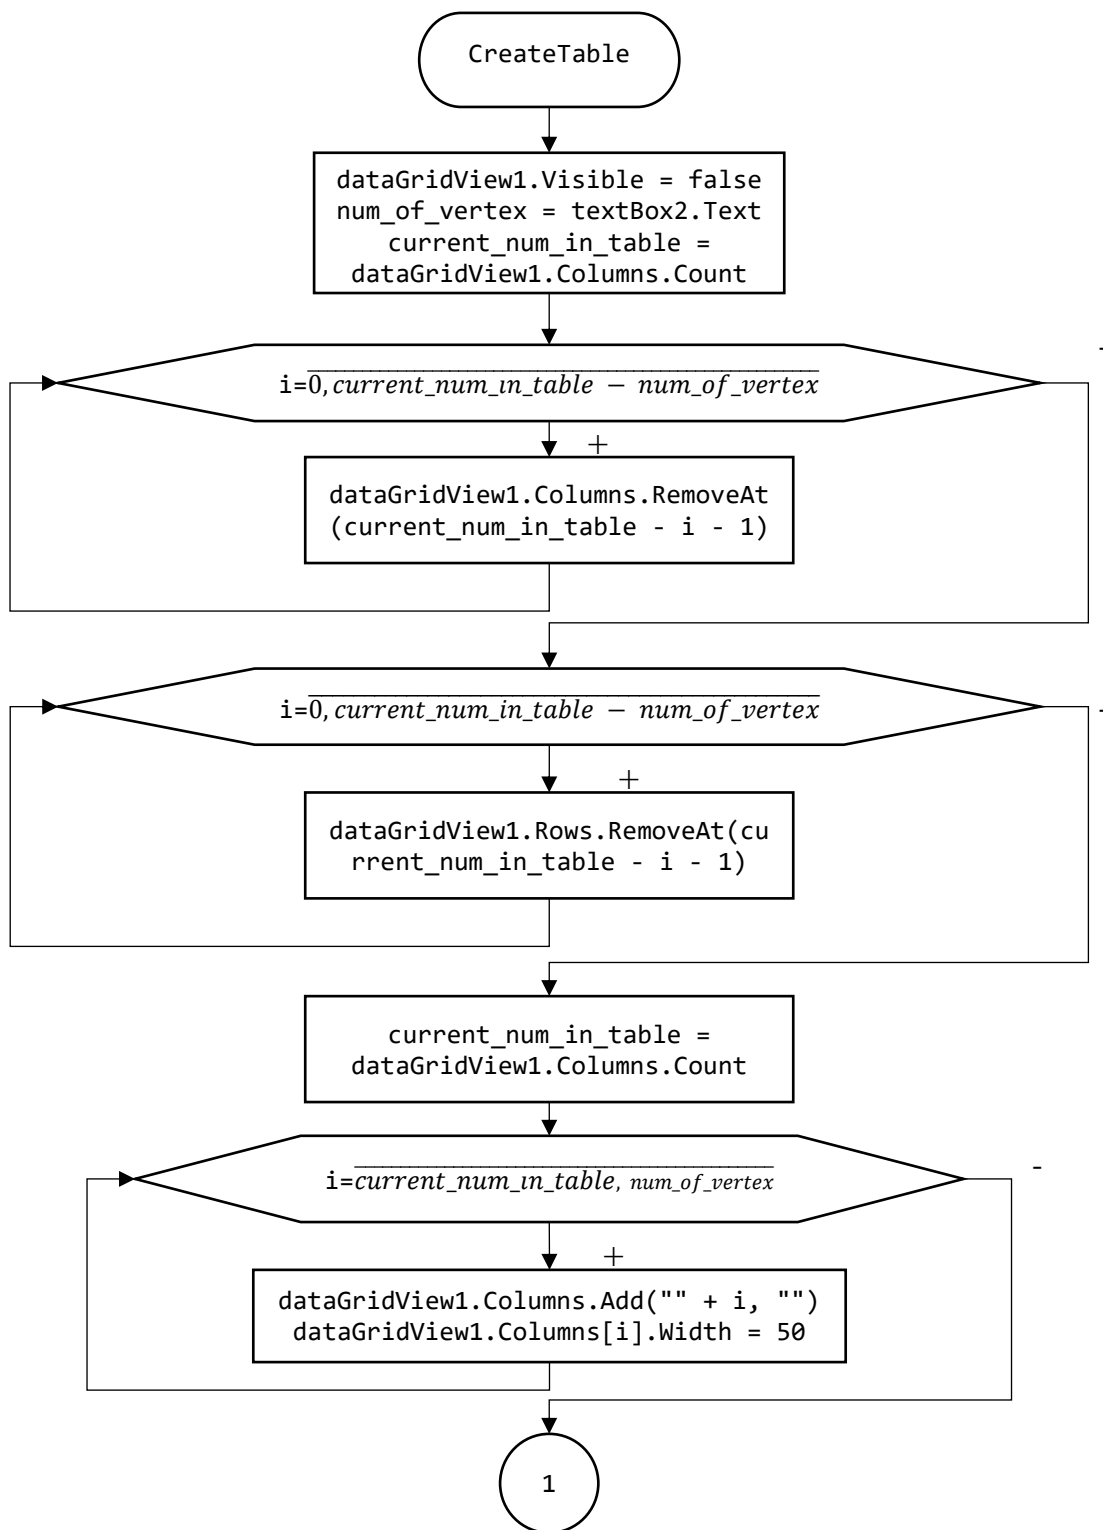 CreateTable
dataGridView1.Visible = false
num_of_vertex = textBox2.Text
current_num_in_table =
dataGridView1.Columns.Count
-
i=0, current_num_in_table − num_of_vertex
+
dataGridView1.Columns.RemoveAt
(current_num_in_table - i - 1)
i=0, current_num_in_table − num_of_vertex
-
+
dataGridView1.Rows.RemoveAt(cu
rrent_num_in_table - i - 1)
current_num_in_table =
dataGridView1.Columns.Count
i=current_num_in_table, num_of_vertex
-
+
dataGridView1.Columns.Add("" + i, "")
dataGridView1.Columns[i].Width = 50
1